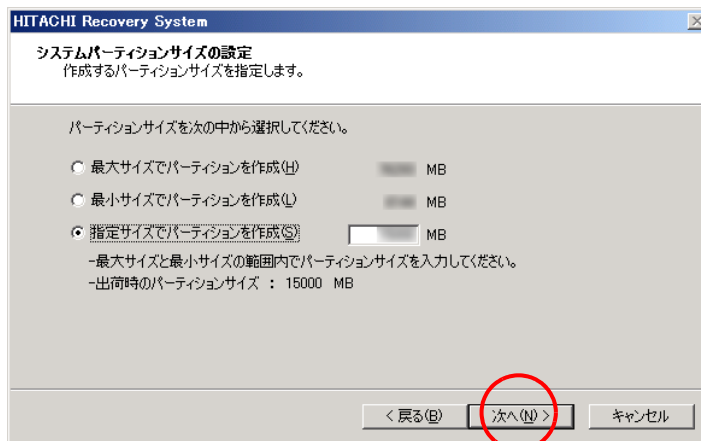 HITACHI Recovery System
システムパーティションサイズの設定
作成するパーティションサイズを指定します。
パーティションサイズを次の中から選択してください。
最大サイズでパーティションを作成(H) MB
最小サイズでパーティションを作成(L) MB
指定サイズでパーティションを作成(S) MB
-最大サイズと最小サイズの範囲内でパーティションサイズを入力してください。
-出荷時のパーティションサイズ : 15000 MB
< 戻る(B) 次へ(N) > キャンセル